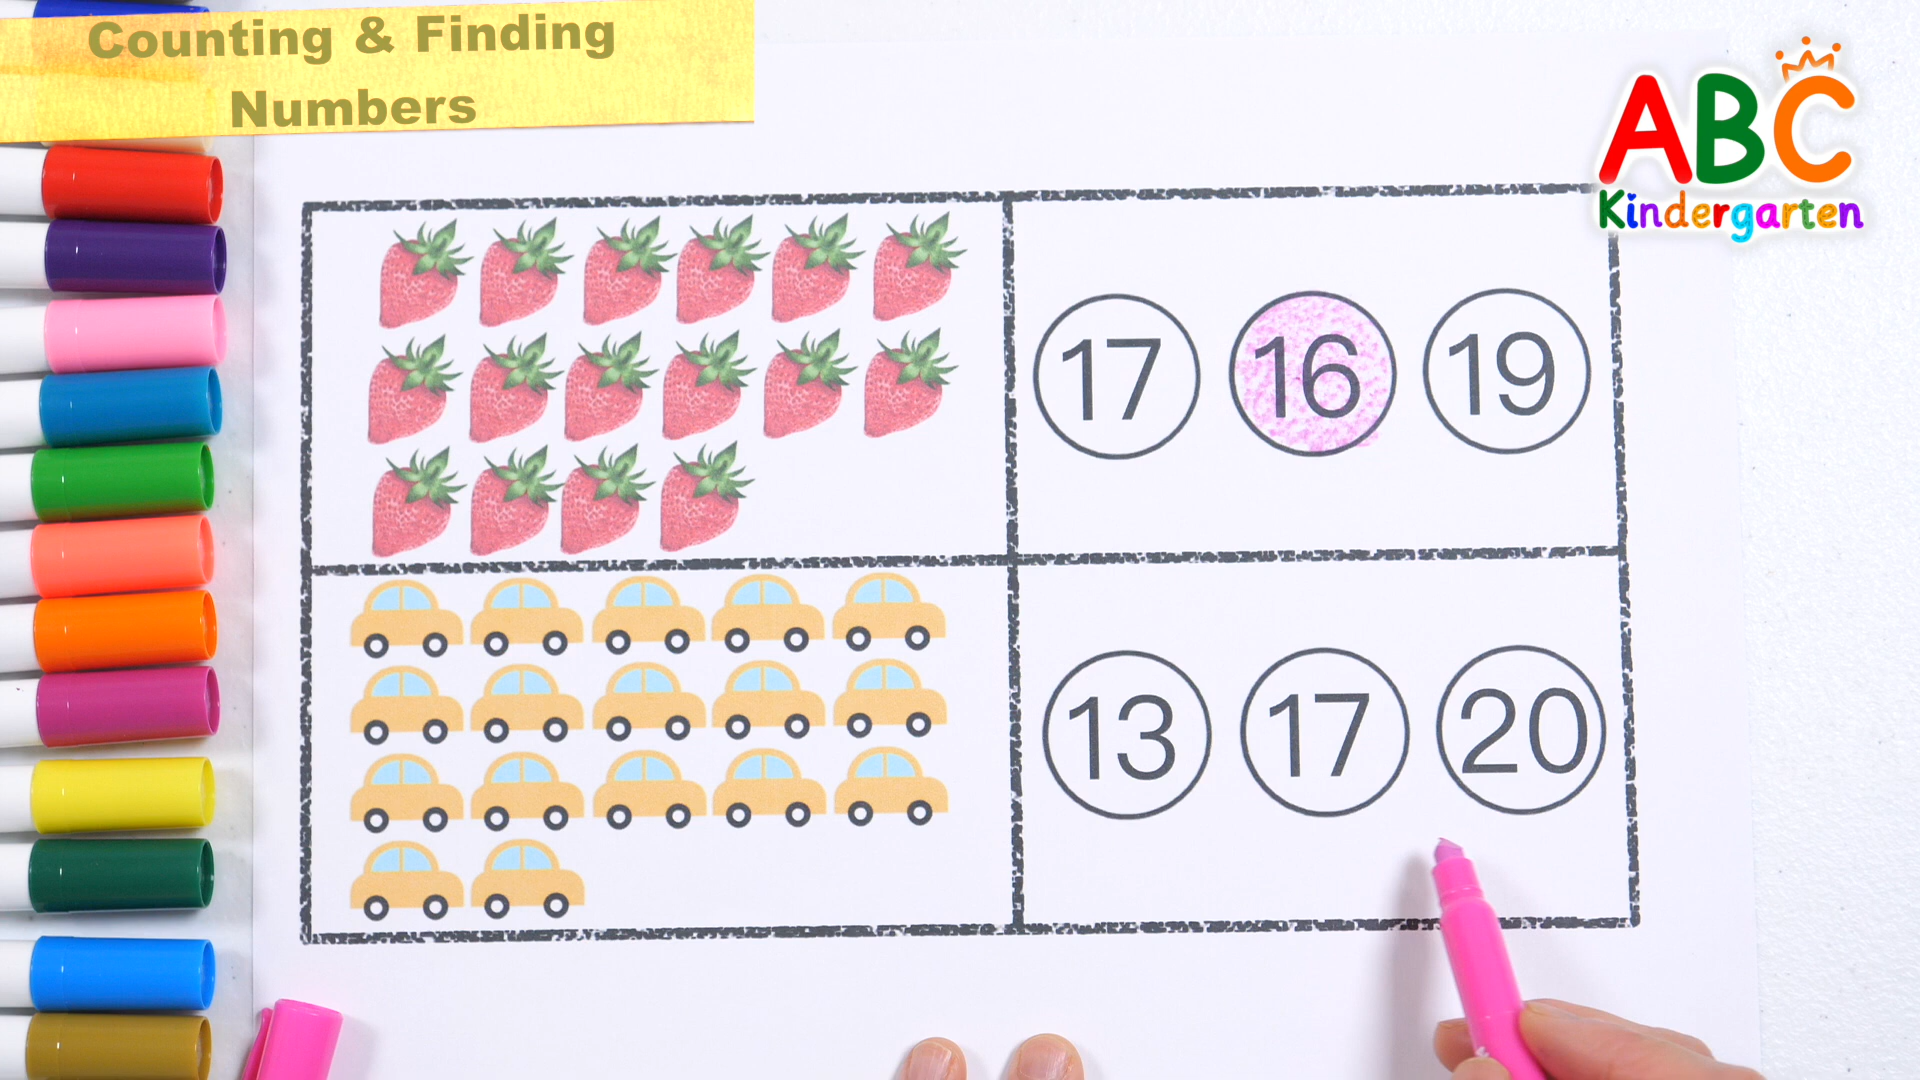 Counting & Finding
Numbers
ABC
Kindergarten
17 16 19
13 17 20